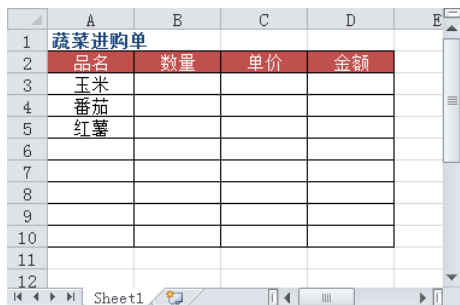 A B C D E
1 蔬菜进购单
2 品名 数量 单价 金额
3 玉米
4 番茄
5 红薯
6
7
8
9
10
11
12
Sheet1